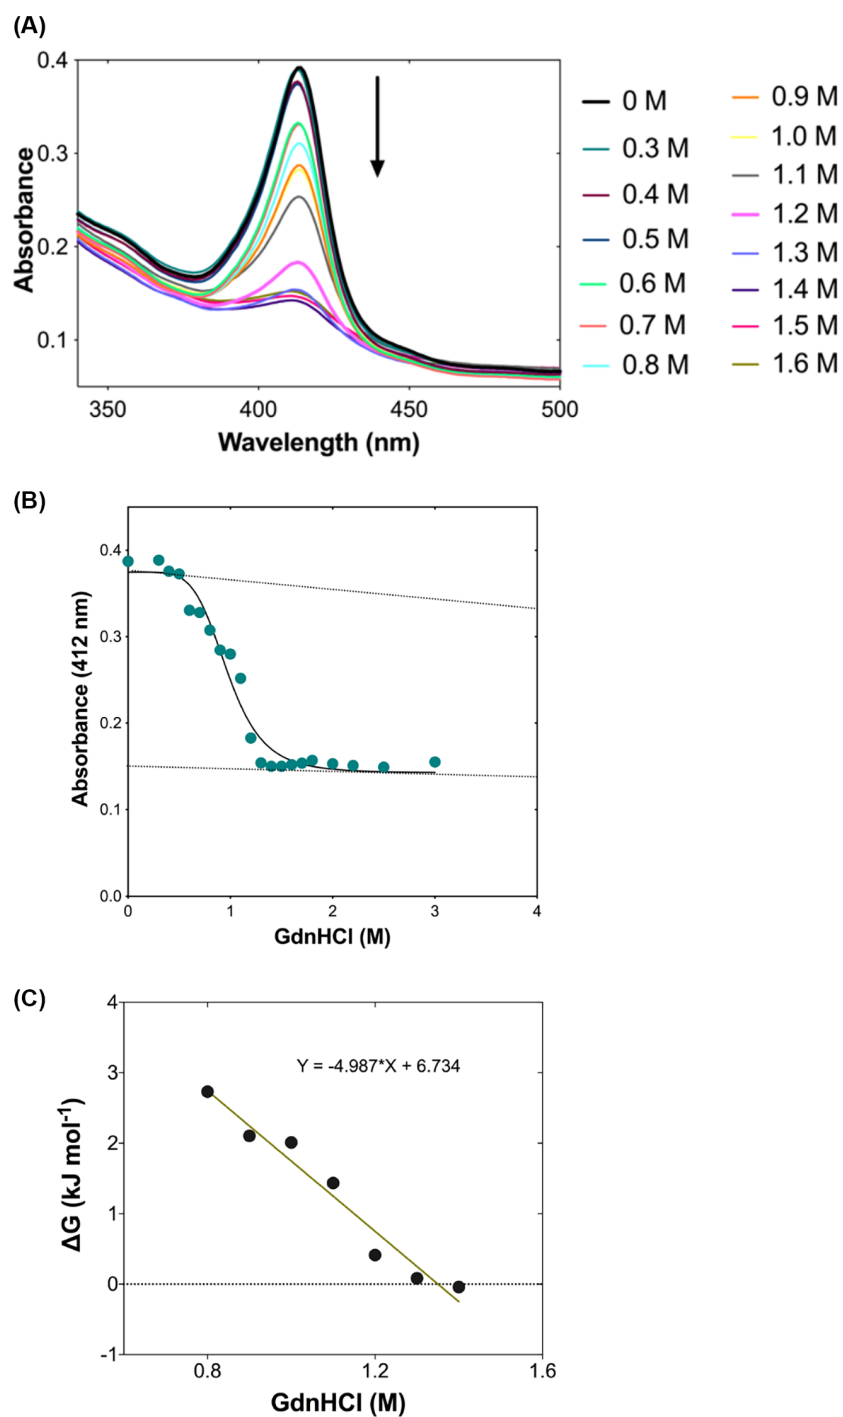 (A)
Absorbance
0.4
0.3
0.2
0.1
350
400
450
500
Wavelength (nm)
0 M
0.3 M
0.4 M
0.5 M
0.6 M
0.7 M
0.8 M
0.9 M
1.0 M
1.1 M
1.2 M
1.3 M
1.4 M
1.5 M
1.6 M
(B)
Absorbance (412 nm)
0.4
0.3
0.2
0.1
0.0
0
1
2
3
4
GdnHCl (M)
(C)
ΔG (kJ mol⁻¹)
4
3
2
1
0
-1
Y = -4.987*X + 6.734
0.8
1.2
1.6
GdnHCl (M)